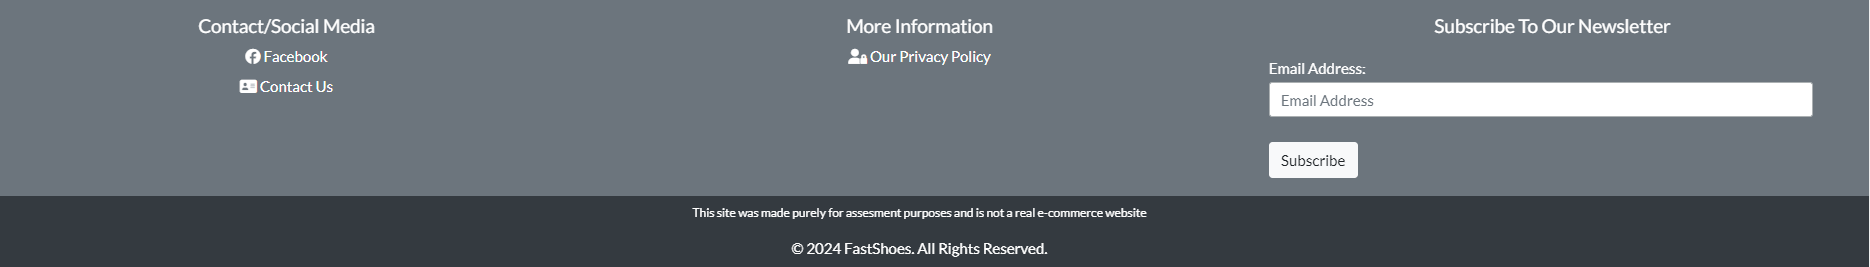 Contact/Social Media
Facebook
Contact Us
More Information
Our Privacy Policy
Subscribe To Our Newsletter
Email Address:
Email Address
Subscribe
This site was made purely for assesment purposes and is not a real e-commerce website
© 2024 FastShoes. All Rights Reserved.